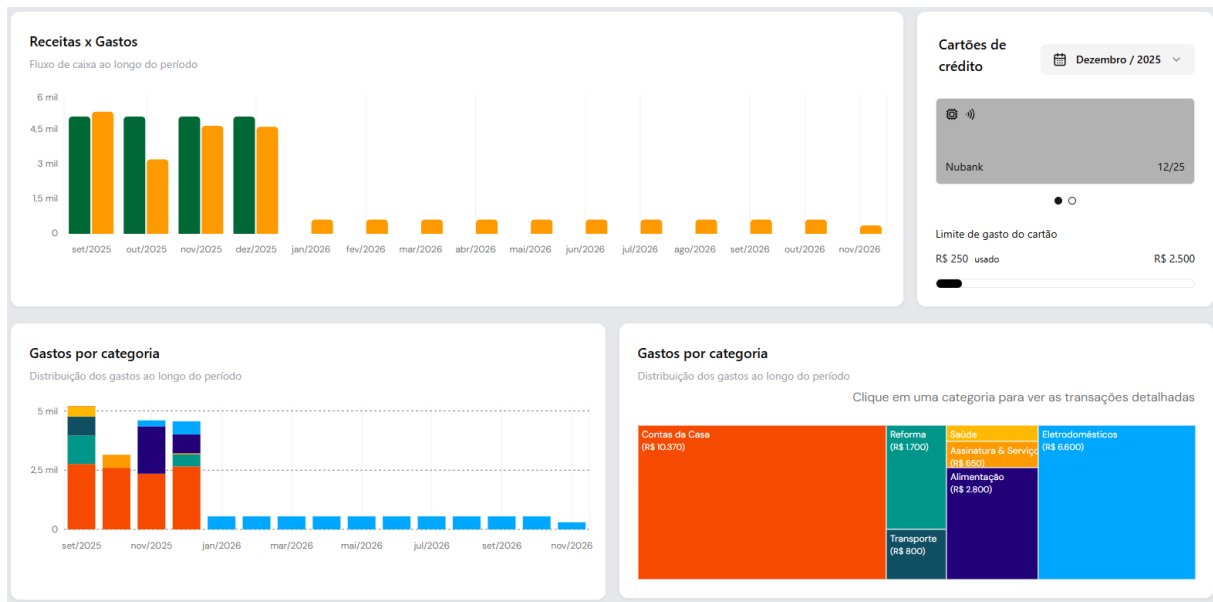 Receitas x Gastos
Fluxo de caixa ao longo do período
6 mil
4,5 mil
3 mil
1,5 mil
0
set/2025 out/2025 nov/2025 dez/2025 jan/2026 fev/2026 mar/2026 abr/2026 mai/2026 jun/2026 jul/2026 ago/2026 set/2026 out/2026 nov/2026
Cartões de
crédito
Dezembro / 2025
Nubank 12/25
Limite de gasto do cartão
R$ 250 usado R$ 2.500
Gastos por categoria
Distribuição dos gastos ao longo do período
5 mil
2,5 mil
0
set/2025 nov/2025 jan/2026 mar/2026 mai/2026 jul/2026 set/2026 nov/2026
Gastos por categoria
Distribuição dos gastos ao longo do período
Clique em uma categoria para ver as transações detalhadas
Contas da Casa
(R$ 10.370)
Reforma
(R$ 1.700)
Transporte
(R$ 800)
Saúde
Assinatura & Serviço
(R$ 650)
Alimentação
(R$ 2.800)
Eletrodomésticos
(R$ 6.600)